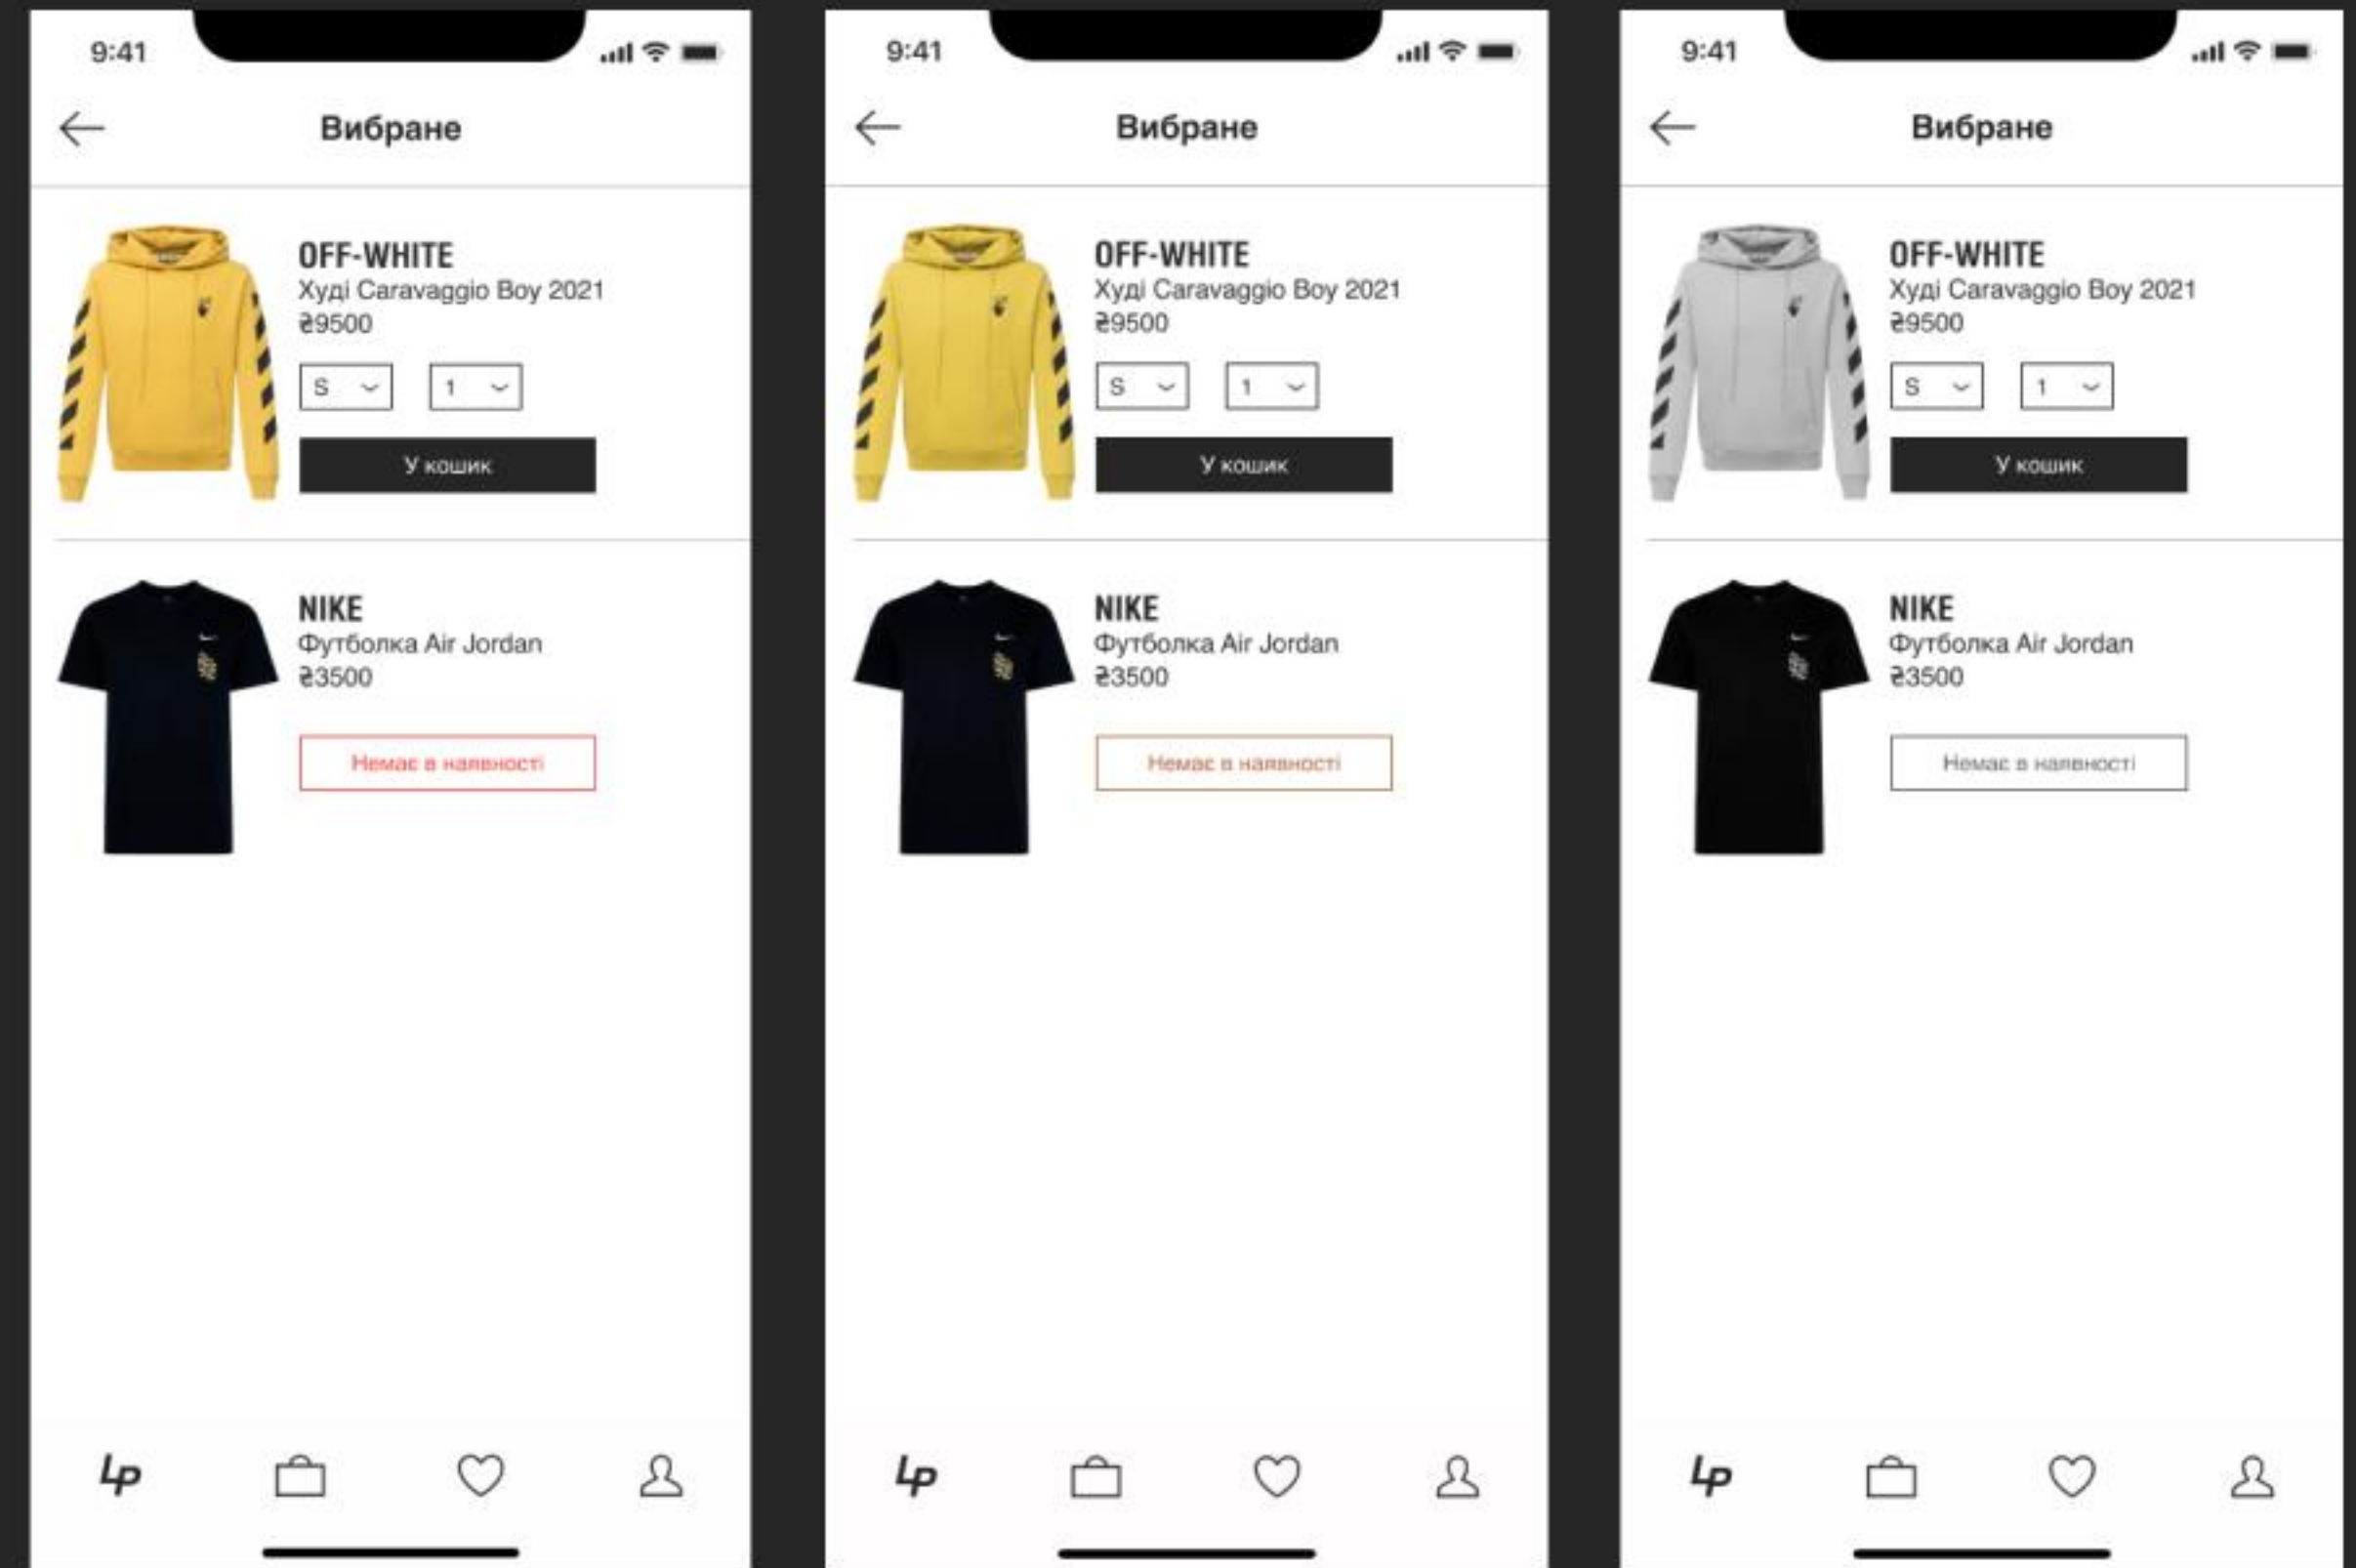 9:41
Вибране
OFF-WHITE
Худі Caravaggio Boy 2021
₴9500
S
1
У кошик
NIKE
Футболка Air Jordan
₴3500
Немає в наявності
LP
9:41
Вибране
OFF-WHITE
Худі Caravaggio Boy 2021
₴9500
S
1
У кошик
NIKE
Футболка Air Jordan
₴3500
Немає в наявності
LP
9:41
Вибране
OFF-WHITE
Худі Caravaggio Boy 2021
₴9500
S
1
У кошик
NIKE
Футболка Air Jordan
₴3500
Немає в наявності
LP